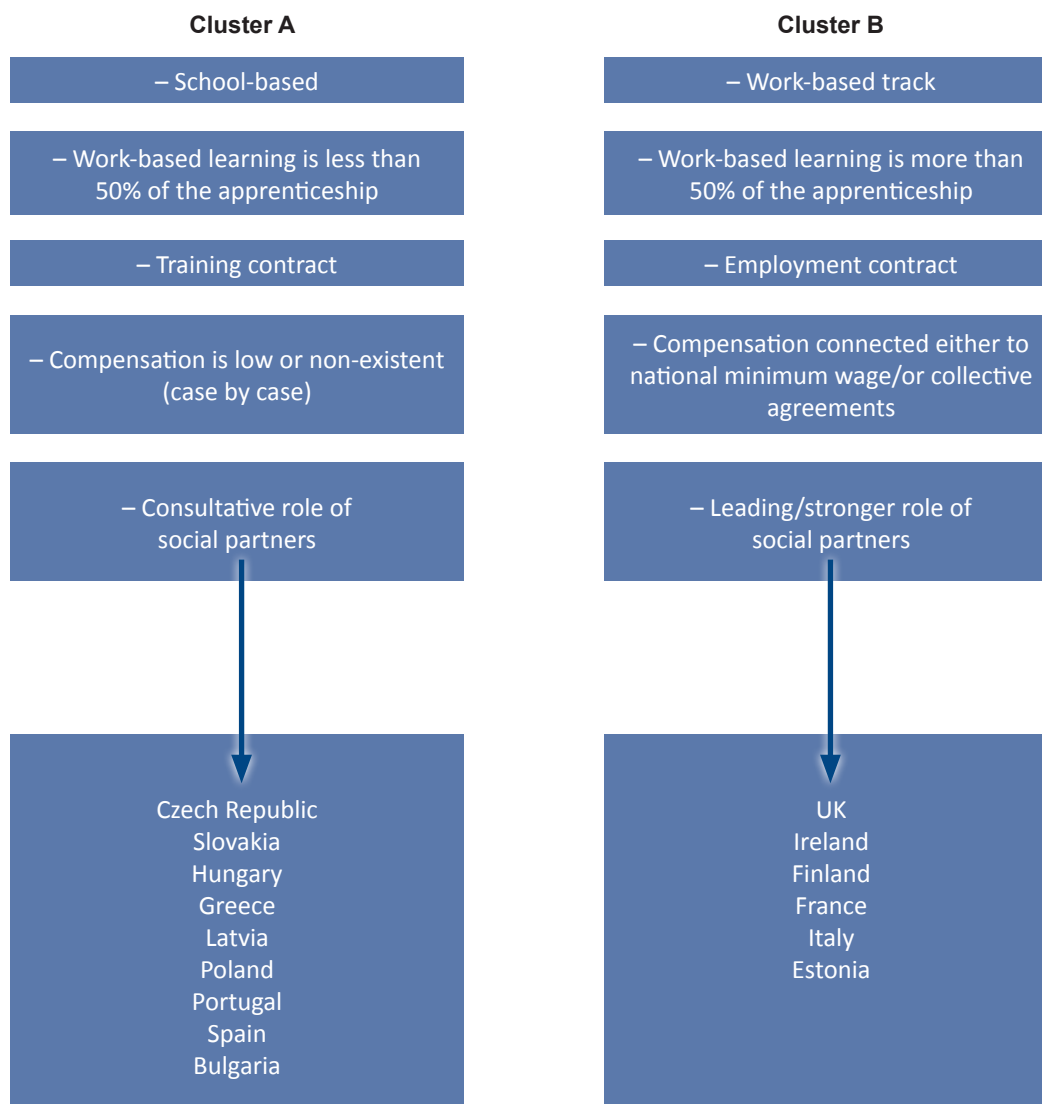 Cluster A
– School-based
– Work-based learning is less than
50% of the apprenticeship
– Training contract
– Compensation is low or non-existent
(case by case)
– Consultative role of
social partners
Czech Republic
Slovakia
Hungary
Greece
Latvia
Poland
Portugal
Spain
Bulgaria
Cluster B
– Work-based track
– Work-based learning is more than
50% of the apprenticeship
– Employment contract
– Compensation connected either to
national minimum wage/or collective
agreements
– Leading/stronger role of
social partners
UK
Ireland
Finland
France
Italy
Estonia